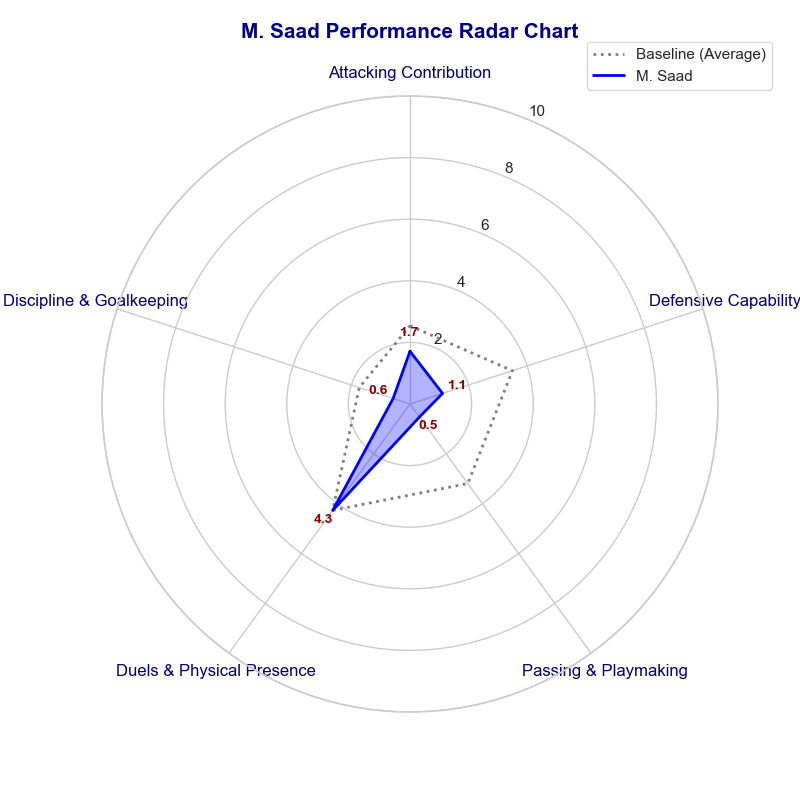 M. Saad Performance Radar Chart
Baseline (Average)
M. Saad
Attacking Contribution
10
8
6
4
2
Discipline & Goalkeeping
Defensive Capability
1.7
1.1
0.6
0.5
4.3
Duels & Physical Presence
Passing & Playmaking